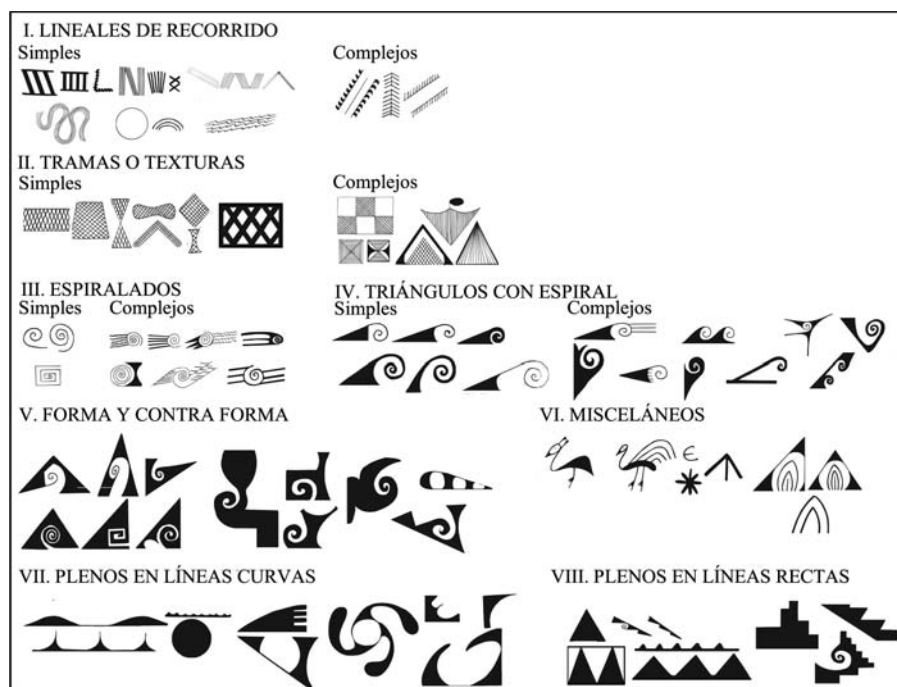 I. LINEALES DE RECORRIDO
Simples
Complejos
II. TRAMAS O TEXTURAS
Simples
Complejos
III. ESPIRALADOS
Simples
Complejos
IV. TRIÁNGULOS CON ESPIRAL
Simples
Complejos
V. FORMA Y CONTRA FORMA
VI. MISCELÁNEOS
VII. PLENOS EN LÍNEAS CURVAS
VIII. PLENOS EN LÍNEAS RECTAS